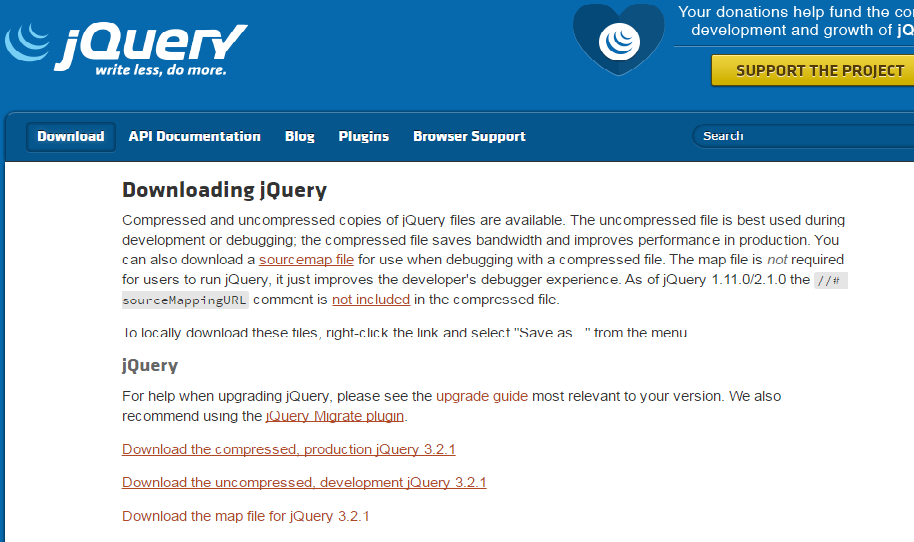 jQuery
write less, do more.
Your donations help fund the
development and growth of
SUPPORT THE PROJECT
Download API Documentation Blog Plugins Browser Support Search
Downloading jQuery
Compressed and uncompressed copies of jQuery files are available. The uncompressed file is best used during
development or debugging; the compressed file saves bandwidth and improves performance in production. You
can also download a sourcemap file for use when debugging with a compressed file. The map file is not required
for users to run jQuery, it just improves the developer's debugger experience. As of jQuery 1.11.0/2.1.0 the //#
sourceMappingURL comment is not included in the compressed file.
To locally download these files, right-click the link and select "Save as..." from the menu
jQuery
For help when upgrading jQuery, please see the upgrade guide most relevant to your version. We also
recommend using the jQuery Migrate plugin.
Download the compressed, production jQuery 3.2.1
Download the uncompressed, development jQuery 3.2.1
Download the map file for jQuery 3.2.1